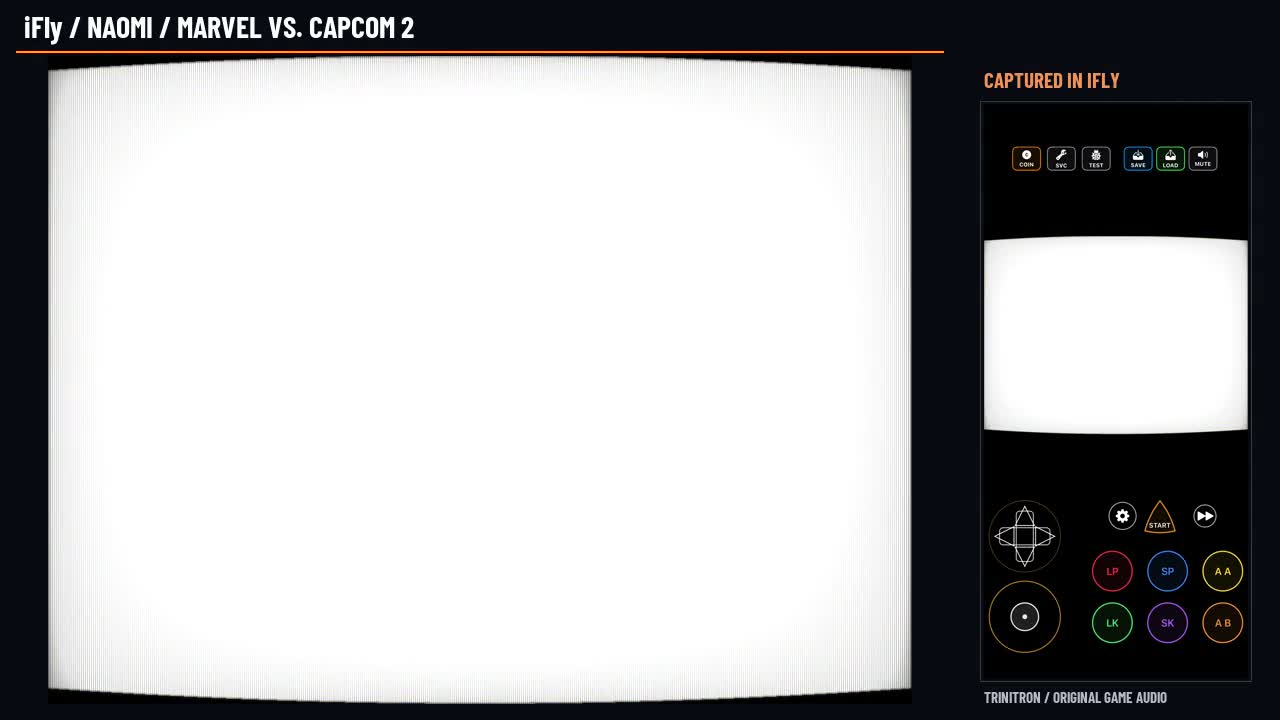 iFly / NAOMI / MARVEL VS. CAPCOM 2
CAPTURED IN IFLY
COIN SVC TEST SAVE LOAD MUTE
START
LP SP A A
LK SK A B
TRINITRON / ORIGINAL GAME AUDIO